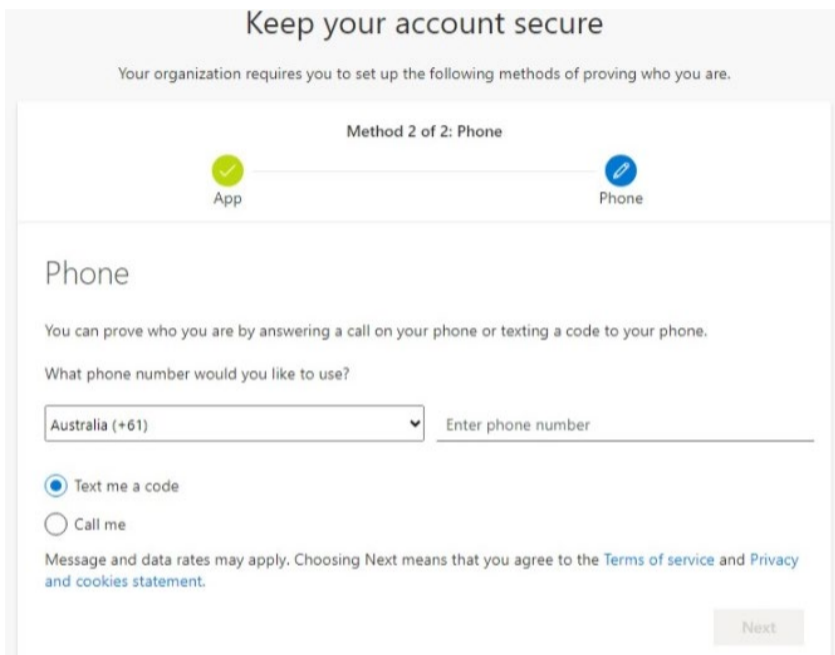 Keep your account secure
Your organization requires you to set up the following methods of proving who you are.
Method 2 of 2: Phone
App
Phone
Phone
You can prove who you are by answering a call on your phone or texting a code to your phone.
What phone number would you like to use?
Australia (+61)
Enter phone number
Text me a code
Call me
Message and data rates may apply. Choosing Next means that you agree to the Terms of service and Privacy
and cookies statement.
Next